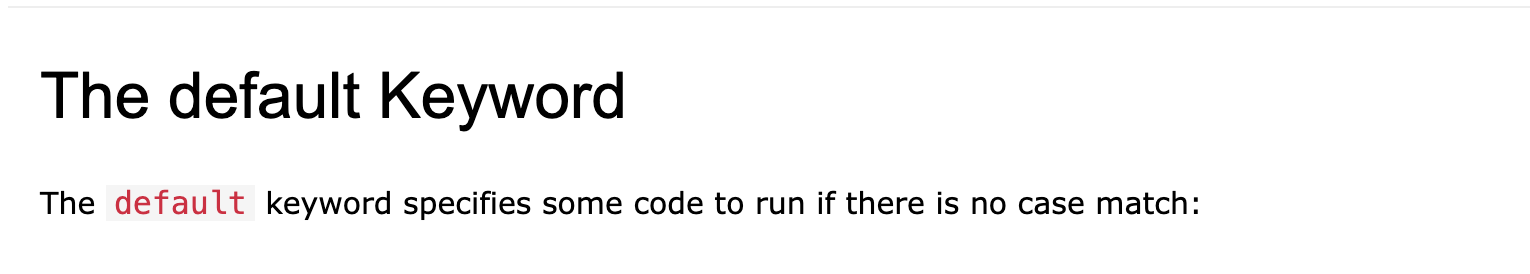 The default Keyword
The default keyword specifies some code to run if there is no case match: